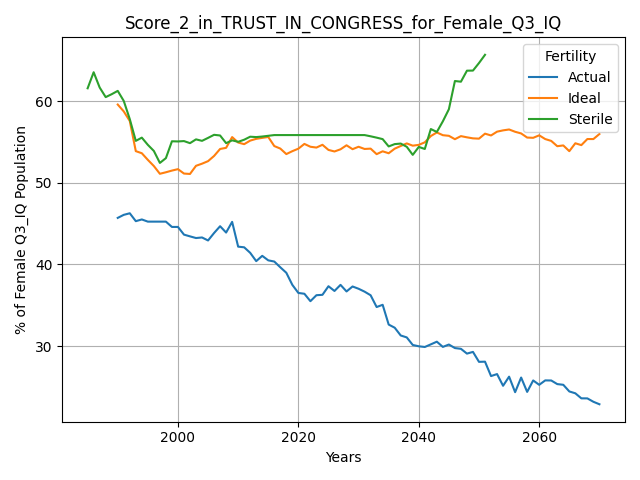 Score_2_in_TRUST_IN_CONGRESS_for_Female_Q3_IQ
Fertility
Actual
Ideal
Sterile
% of Female Q3_IQ Population
60
50
40
30
2000 2020 2040 2060
Years